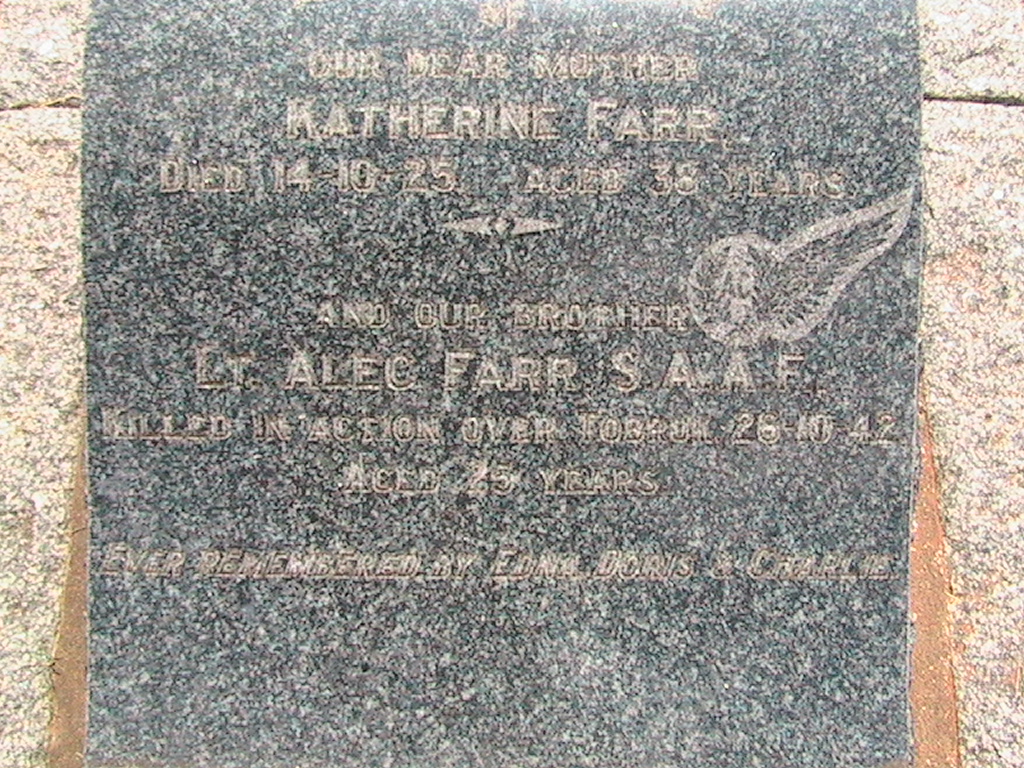 OF
OUR DEAR MOTHER
KATHERINE FARR,
DIED 14-10-25. AGED 38 YEARS
AND OUR BROTHER
LT. ALEC FARR, S.A.A.F.,
KILLED IN ACTION OVER TOBRUK, 26-10-42
AGED 25 YEARS.
EVER REMEMBERED BY EDNA, DORIS & CHARLIE.